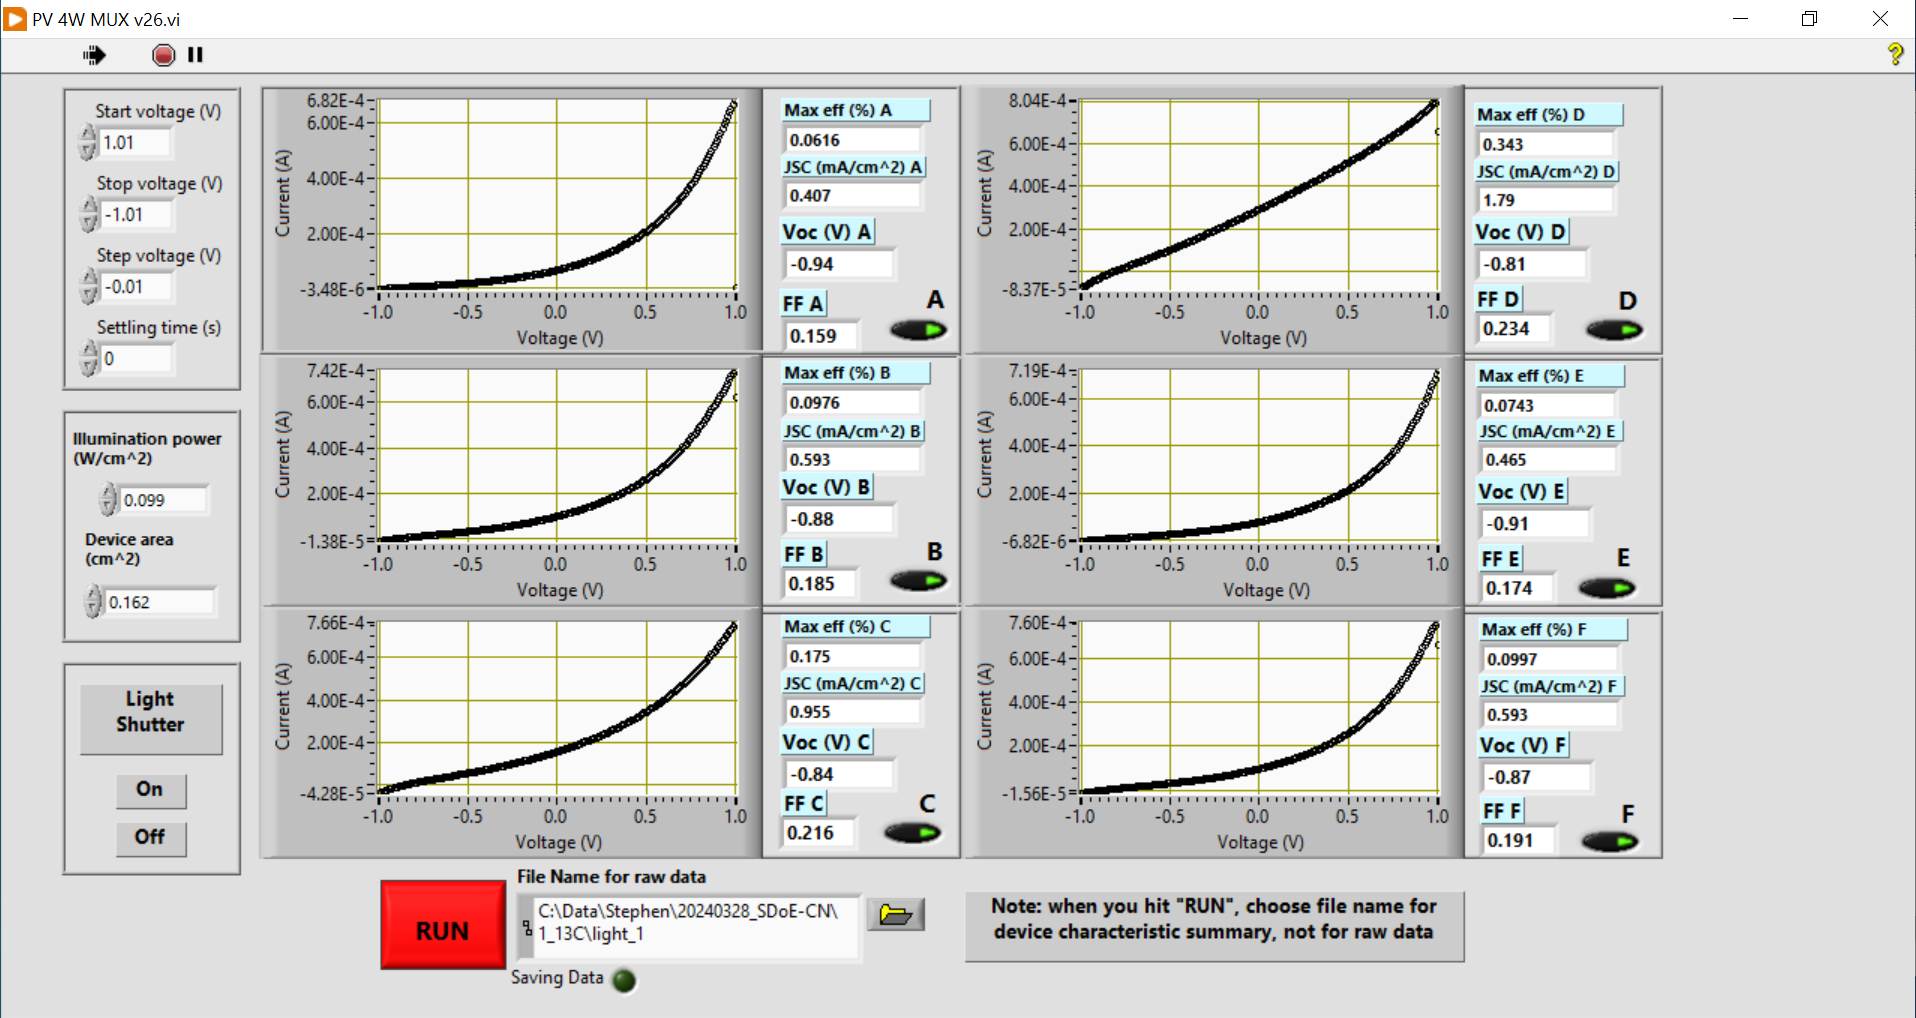 PV 4W MUX v26.vi
Start voltage (V)
1.01
Stop voltage (V)
-1.01
Step voltage (V)
-0.01
Settling time (s)
0
Illumination power
(W/cm^2)
0.099
Device area
(cm^2)
0.162
Light
Shutter
On
Off
6.82E-4
6.00E-4
4.00E-4
2.00E-4
-3.48E-6
Current (A)
-1.0 -0.5 0.0 0.5 1.0
Voltage (V)
Max eff (%) A
0.0616
JSC (mA/cm^2) A
0.407
Voc (V) A
-0.94
FF A
0.159
A
8.04E-4
6.00E-4
4.00E-4
2.00E-4
-8.37E-5
Current (A)
-1.0 -0.5 0.0 0.5 1.0
Voltage (V)
Max eff (%) D
0.343
JSC (mA/cm^2) D
1.79
Voc (V) D
-0.81
FF D
0.234
D
7.42E-4
6.00E-4
4.00E-4
2.00E-4
-1.38E-5
Current (A)
-1.0 -0.5 0.0 0.5 1.0
Voltage (V)
Max eff (%) B
0.0976
JSC (mA/cm^2) B
0.593
Voc (V) B
-0.88
FF B
0.185
B
7.19E-4
6.00E-4
4.00E-4
2.00E-4
-6.82E-6
Current (A)
-1.0 -0.5 0.0 0.5 1.0
Voltage (V)
Max eff (%) E
0.0743
JSC (mA/cm^2) E
0.465
Voc (V) E
-0.91
FF E
0.174
E
7.66E-4
6.00E-4
4.00E-4
2.00E-4
-4.28E-5
Current (A)
-1.0 -0.5 0.0 0.5 1.0
Voltage (V)
Max eff (%) C
0.175
JSC (mA/cm^2) C
0.955
Voc (V) C
-0.84
FF C
0.216
C
7.60E-4
6.00E-4
4.00E-4
2.00E-4
-1.56E-5
Current (A)
-1.0 -0.5 0.0 0.5 1.0
Voltage (V)
Max eff (%) F
0.0997
JSC (mA/cm^2) F
0.593
Voc (V) F
-0.87
FF F
0.191
F
RUN
File Name for raw data
C:\Data\Stephen\20240328_SDoE-CN\
1_13C\light_1
Saving Data
Note: when you hit "RUN", choose file name for
device characteristic summary, not for raw data